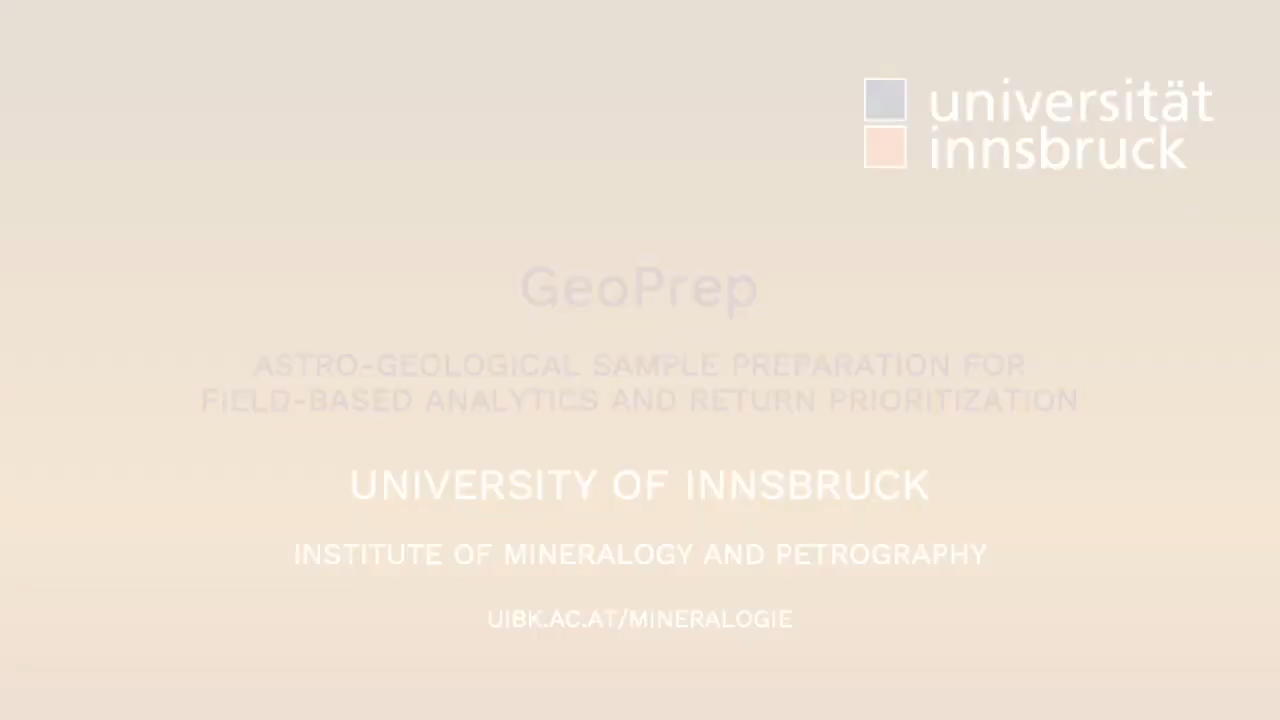 universität
innsbruck
GeoPrep
ASTRO-GEOLOGICAL SAMPLE PREPARATION FOR
FIELD-BASED ANALYTICS AND RETURN PRIORITIZATION
UNIVERSITY OF INNSBRUCK
INSTITUTE OF MINERALOGY AND PETROGRAPHY
UIBK.AC.AT/MINERALOGIE